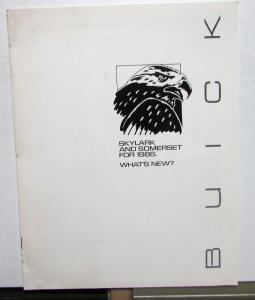 SKYLARK
AND SOMERSET
FOR 1986.
WHAT'S NEW?
BUICK